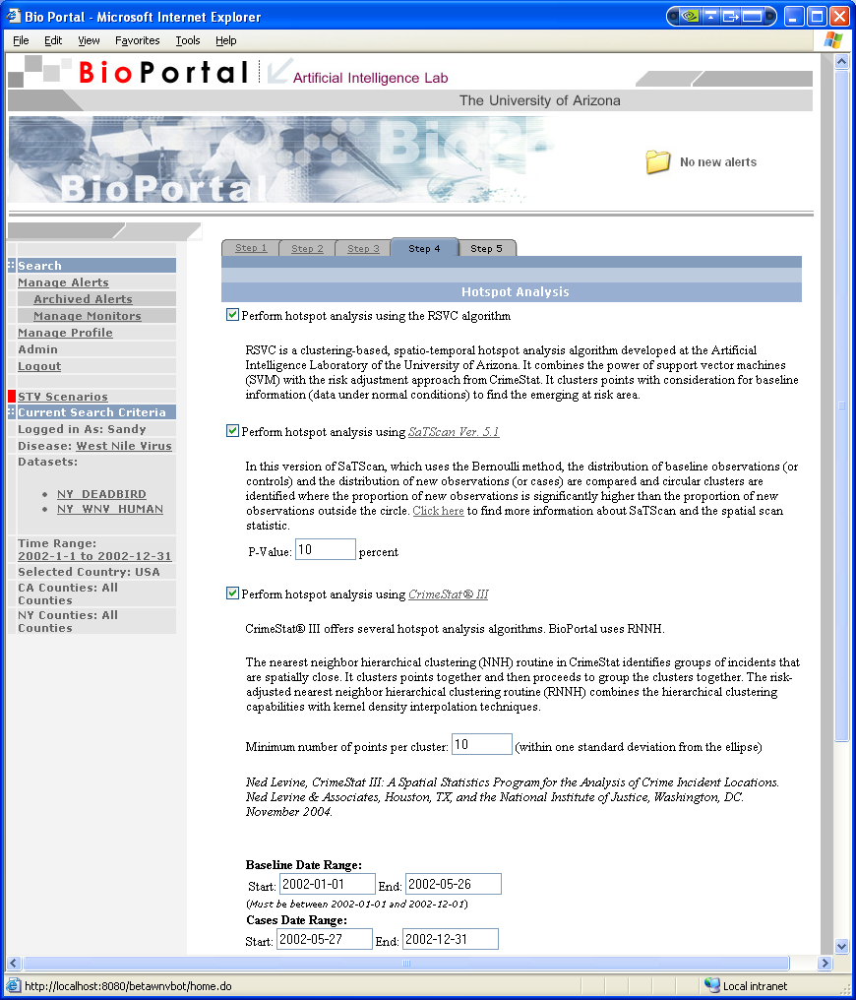 Bio Portal - Microsoft Internet Explorer
File Edit View Favorites Tools Help
BioPortal Artificial Intelligence Lab
The University of Arizona
BioPortal
BioP
No new alerts
Step 1 Step 2 Step 3 Step 4 Step 5
Search
Manage Alerts
Archived Alerts
Manage Monitors
Manage Profile
Admin
Logout
STV Scenarios
Current Search Criteria
Logged in As: Sandy
Disease: West Nile Virus
Datasets:
• NY_DEADBIRD
• NY_WNV_HUMAN
Time Range:
2002-1-1 to 2002-12-31
Selected Country: USA
CA Counties: All
Counties
NY Counties: All
Counties
Hotspot Analysis
Perform hotspot analysis using the RSVC algorithm
RSVC is a clustering-based, spatio-temporal hotspot analysis algorithm developed at the Artificial
Intelligence Laboratory of the University of Arizona. It combines the power of support vector machines
(SVM) with the risk adjustment approach from CrimeStat. It clusters points with consideration for baseline
information (data under normal conditions) to find the emerging at risk area.
Perform hotspot analysis using SaTScan Ver. 5.1
In this version of SaTScan, which uses the Bernoulli method, the distribution of baseline observations (or
controls) and the distribution of new observations (or cases) are compared and circular clusters are
identified where the proportion of new observations is significantly higher than the proportion of new
observations outside the circle. Click here to find more information about SaTScan and the spatial scan
statistic.
P-Value: 10 percent
Perform hotspot analysis using CrimeStat® III
CrimeStat® III offers several hotspot analysis algorithms. BioPortal uses RNNH.
The nearest neighbor hierarchical clustering (NNH) routine in CrimeStat identifies groups of incidents that
are spatially close. It clusters points together and then proceeds to group the clusters together. The risk-
adjusted nearest neighbor hierarchical clustering routine (RNNH) combines the hierarchical clustering
capabilities with kernel density interpolation techniques.
Minimum number of points per cluster: 10 (within one standard deviation from the ellipse)
Ned Levine, CrimeStat III: A Spatial Statistics Program for the Analysis of Crime Incident Locations.
Ned Levine & Associates, Houston, TX, and the National Institute of Justice, Washington, DC.
November 2004.
Baseline Date Range:
Start: 2002-01-01 End: 2002-05-26
(Must be between 2002-01-01 and 2002-12-01)
Cases Date Range:
Start: 2002-05-27 End: 2002-12-31
http://localhost:8080/betawnvbot/home.do Local intranet